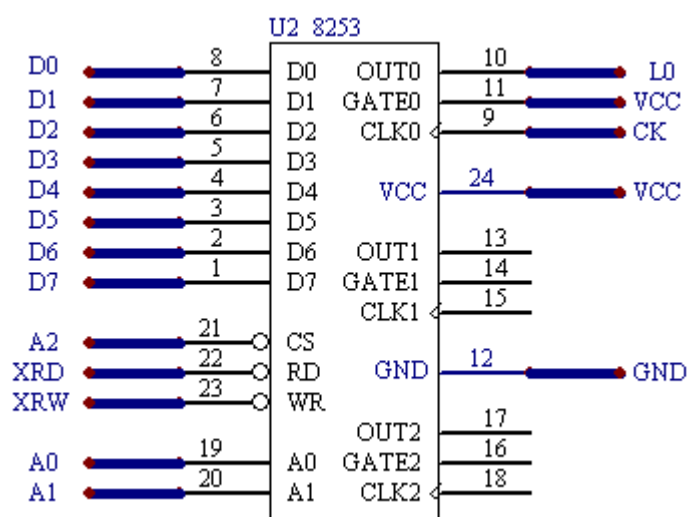 U2 8253
D0 8 D0 OUT0 10 L0
D1 7 D1 GATE0 11 VCC
D2 6 D2 CLK0 9 CK
D3 5 D3
D4 4 D4 VCC 24 VCC
D5 3 D5
D6 2 D6 OUT1 13
D7 1 D7 GATE1 14
CLK1 15
A2 21 CS
XRD 22 RD GND 12 GND
XRW 23 WR
OUT2 17
A0 19 A0 GATE2 16
A1 20 A1 CLK2 18